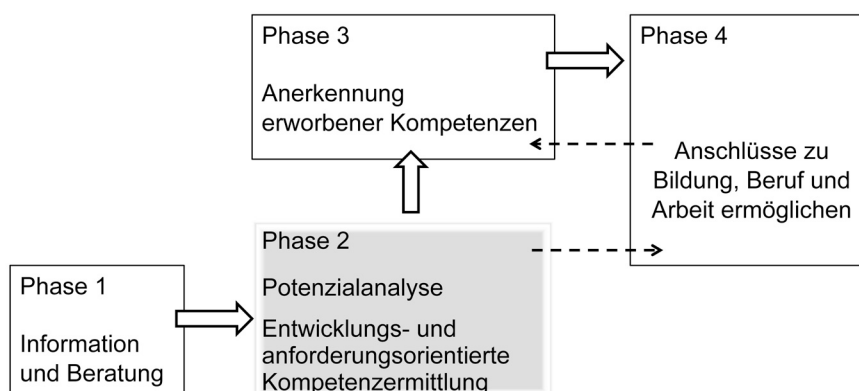 Phase 3
Anerkennung
erworbener Kompetenzen
Phase 4
Anschlüsse zu
Bildung, Beruf und
Arbeit ermöglichen
Phase 2
Potenzialanalyse
Entwicklungs- und
anforderungsorientierte
Kompetenzermittlung
Phase 1
Information
und Beratung